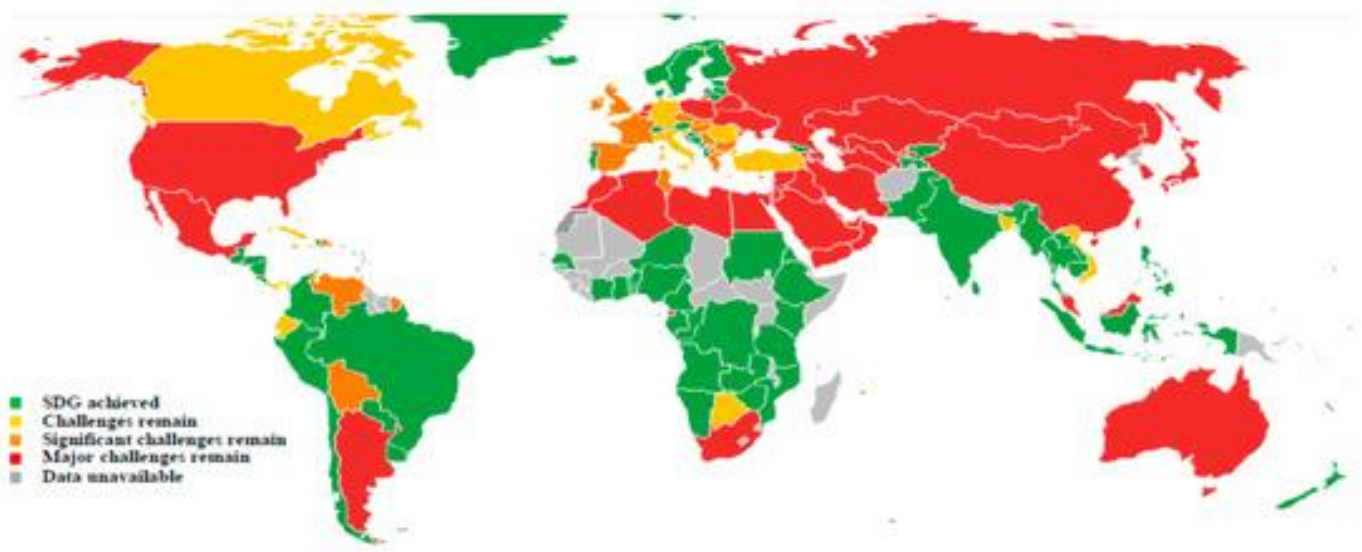 SDG achieved
Challenges remain
Significant challenges remain
Major challenges remain
Data unavailable